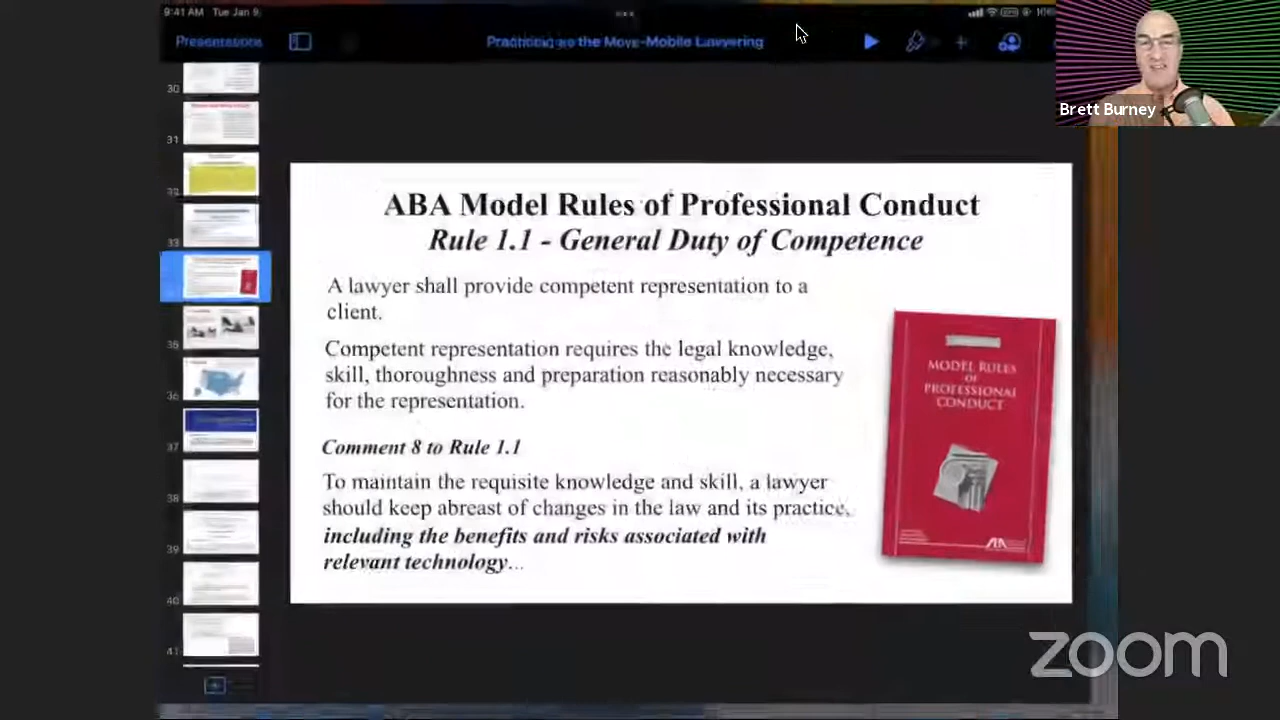 9:41 AM Tue Jan 9
Presentations
Practicing on the Move-Mobile Lawyering
Brett Burney
30
31
32
33
35
36
37
38
39
40
41
ABA Model Rules of Professional Conduct
Rule 1.1 - General Duty of Competence
A lawyer shall provide competent representation to a
client.
Competent representation requires the legal knowledge,
skill, thoroughness and preparation reasonably necessary
for the representation.
Comment 8 to Rule 1.1
To maintain the requisite knowledge and skill, a lawyer
should keep abreast of changes in the law and its practice,
including the benefits and risks associated with
relevant technology...
MODEL RULES
OF
PROFESSIONAL
CONDUCT
ABA
zoom